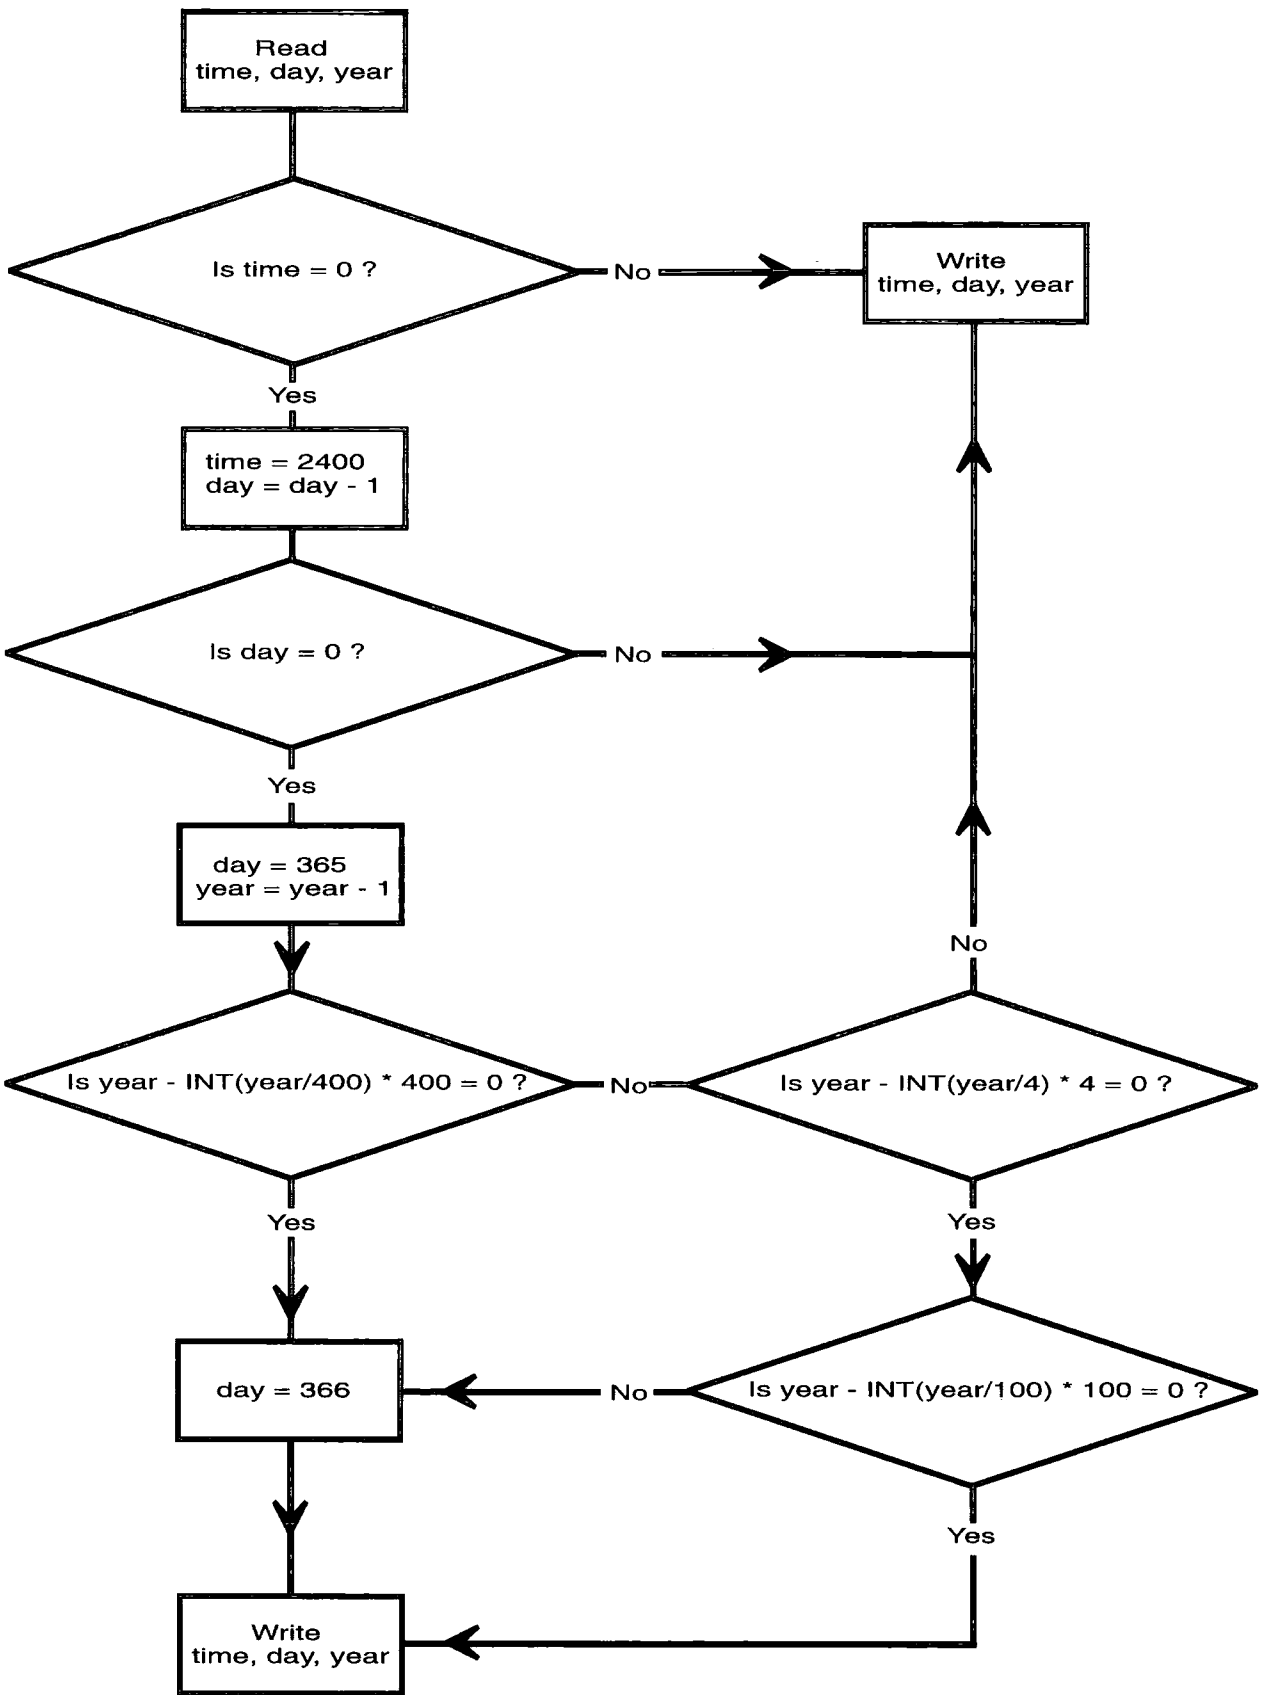 Read
time, day, year
Is time = 0 ?
No
Write
time, day, year
Yes
time = 2400
day = day - 1
Is day = 0 ?
No
Yes
day = 365
year = year - 1
No
Is year - INT(year/400) * 400 = 0 ?
No
Is year - INT(year/4) * 4 = 0 ?
Yes
Yes
day = 366
No
Is year - INT(year/100) * 100 = 0 ?
Yes
Write
time, day, year